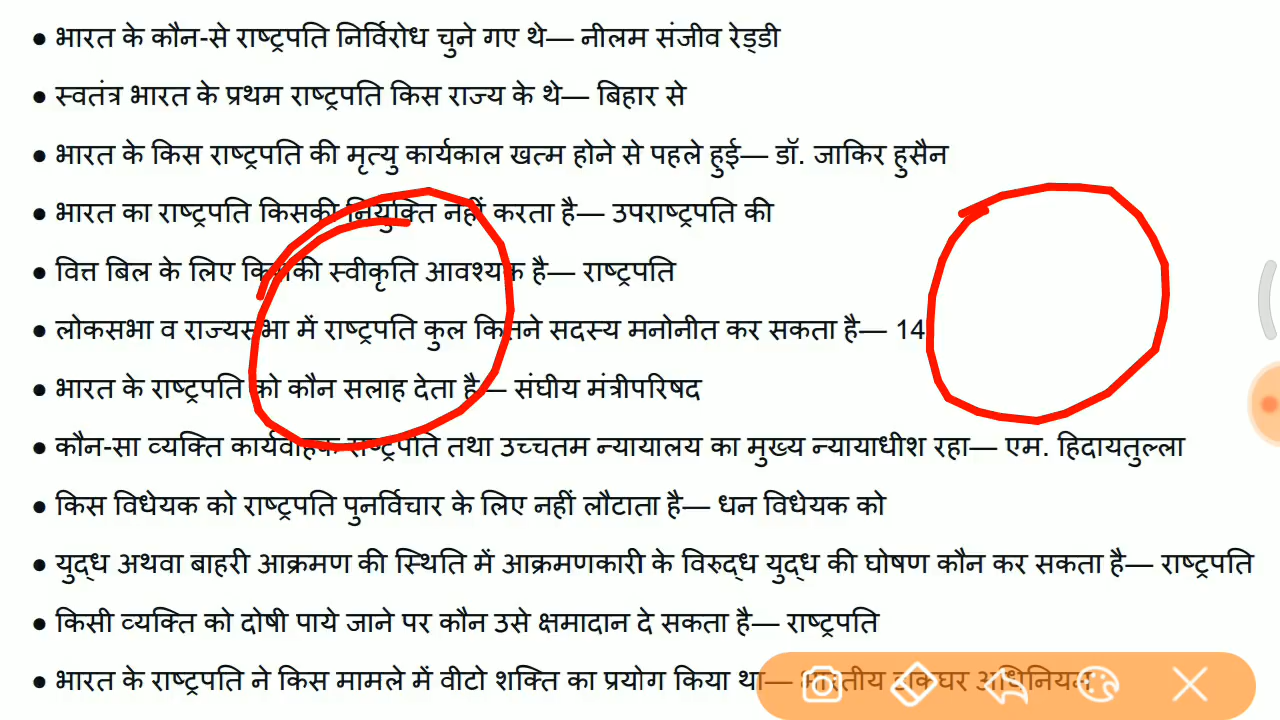 ● भारत के कौन-से राष्ट्रपति निर्विरोध चुने गए थे— नीलम संजीव रेड्डी
● स्वतंत्र भारत के प्रथम राष्ट्रपति किस राज्य के थे— बिहार से
● भारत के किस राष्ट्रपति की मृत्यु कार्यकाल खत्म होने से पहले हुई— डॉ. जाकिर हुसैन
● भारत का राष्ट्रपति किसकी नियुक्ति नहीं करता है— उपराष्ट्रपति की
● वित्त बिल के लिए किसकी स्वीकृति आवश्यक है— राष्ट्रपति
● लोकसभा व राज्यसभा में राष्ट्रपति कुल कितने सदस्य मनोनीत कर सकता है— 14
● भारत के राष्ट्रपति को कौन सलाह देता है— संघीय मंत्रीपरिषद
● कौन-सा व्यक्ति कार्यवाहक राष्ट्रपति तथा उच्चतम न्यायालय का मुख्य न्यायाधीश रहा— एम. हिदायतुल्ला
● किस विधेयक को राष्ट्रपति पुनर्विचार के लिए नहीं लौटाता है— धन विधेयक को
● युद्ध अथवा बाहरी आक्रमण की स्थिति में आक्रमणकारी के विरुद्ध युद्ध की घोषण कौन कर सकता है— राष्ट्रपति
● किसी व्यक्ति को दोषी पाये जाने पर कौन उसे क्षमादान दे सकता है— राष्ट्रपति
● भारत के राष्ट्रपति ने किस मामले में वीटो शक्ति का प्रयोग किया था— भारतीय डाकघर अधिनियम